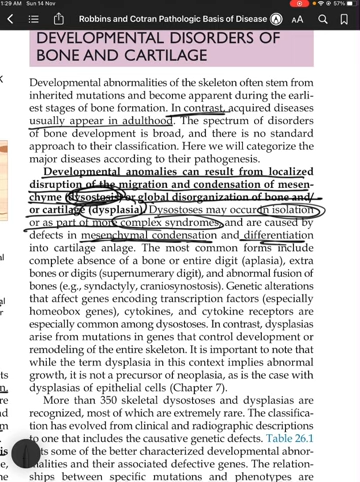 1:29 AM Sun 14 Nov
57%
Robbins and Cotran Pathologic Basis of Disease
AA
DEVELOPMENTAL DISORDERS OF
BONE AND CARTILAGE
Developmental abnormalities of the skeleton often stem from
inherited mutations and become apparent during the earli-
est stages of bone formation. In contrast, acquired diseases
usually appear in adulthood. The spectrum of disorders
of bone development is broad, and there is no standard
approach to their classification. Here we will categorize the
major diseases according to their pathogenesis.
Developmental anomalies can result from localized
disruption of the migration and condensation of mesen-
chyme (dysostosis) or global disorganization of bone and/
or cartilage (dysplasia). Dysostoses may occur in isolation
or as part of more complex syndromes, and are caused by
defects in mesenchymal condensation and differentiation
into cartilage anlage. The most common forms include
complete absence of a bone or entire digit (aplasia), extra
bones or digits (supernumerary digit), and abnormal fusion of
bones (e.g., syndactyly, craniosynostosis). Genetic alterations
that affect genes encoding transcription factors (especially
homeobox genes), cytokines, and cytokine receptors are
especially common among dysostoses. In contrast, dysplasias
arise from mutations in genes that control development or
remodeling of the entire skeleton. It is important to note that
while the term dysplasia in this context implies abnormal
growth, it is not a precursor of neoplasia, as is the case with
dysplasias of epithelial cells (Chapter 7).
More than 350 skeletal dysostoses and dysplasias are
recognized, most of which are extremely rare. The classifica-
tion has evolved from clinical and radiographic descriptions
to one that includes the causative genetic defects. Table 26.1
lists some of the better characterized developmental abnor-
malities and their associated defective genes. The relation-
ships between specific mutations and phenotypes are